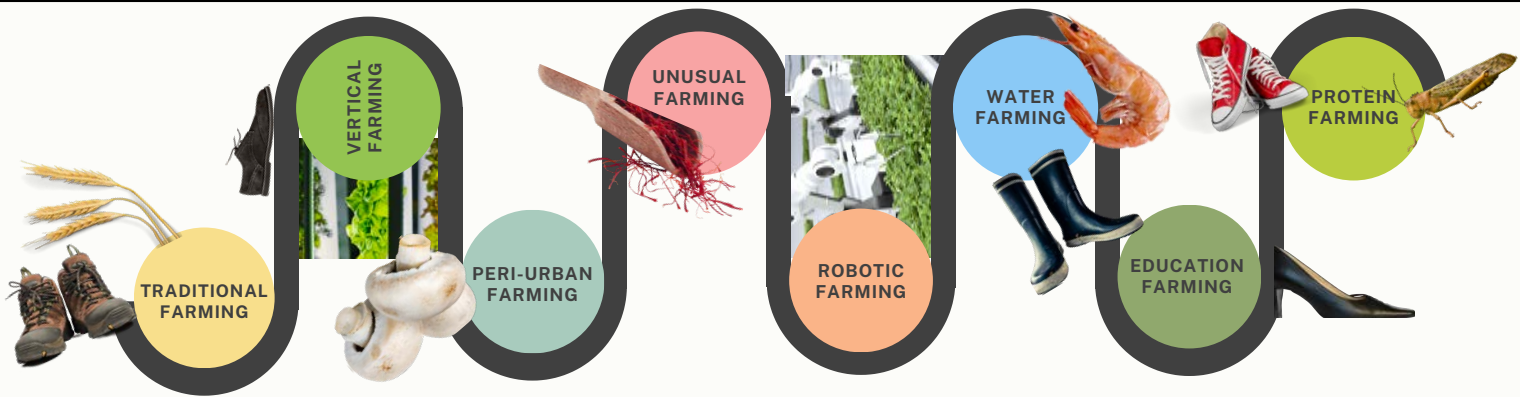 TRADITIONAL
FARMING
VERTICAL
FARMING
PERI-URBAN
FARMING
UNUSUAL
FARMING
ROBOTIC
FARMING
WATER
FARMING
EDUCATION
FARMING
PROTEIN
FARMING